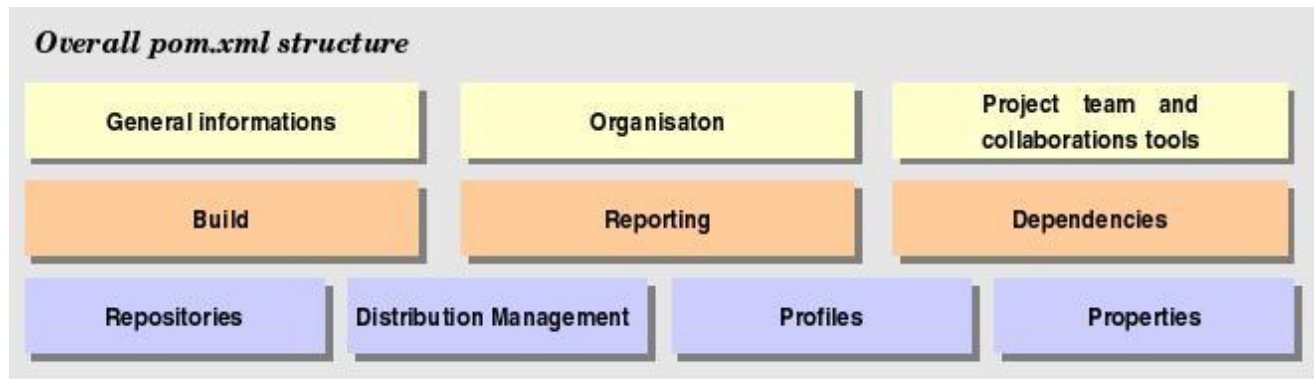 Overall pom.xml structure
General informations
Organisaton
Project team and
collaborations tools
Build
Reporting
Dependencies
Repositories
Distribution Management
Profiles
Properties